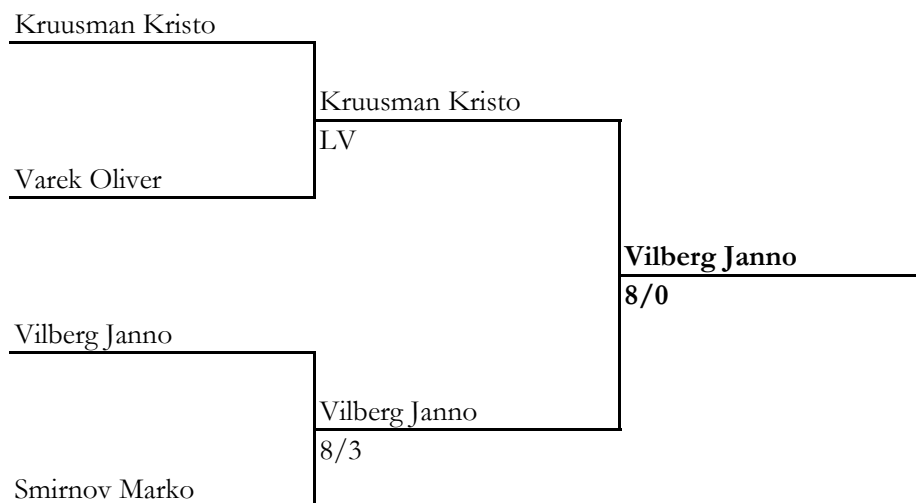 Kruusman Kristo
Kruusman Kristo
LV
Varek Oliver
Vilberg Janno
8/0
Vilberg Janno
Vilberg Janno
8/3
Smirnov Marko